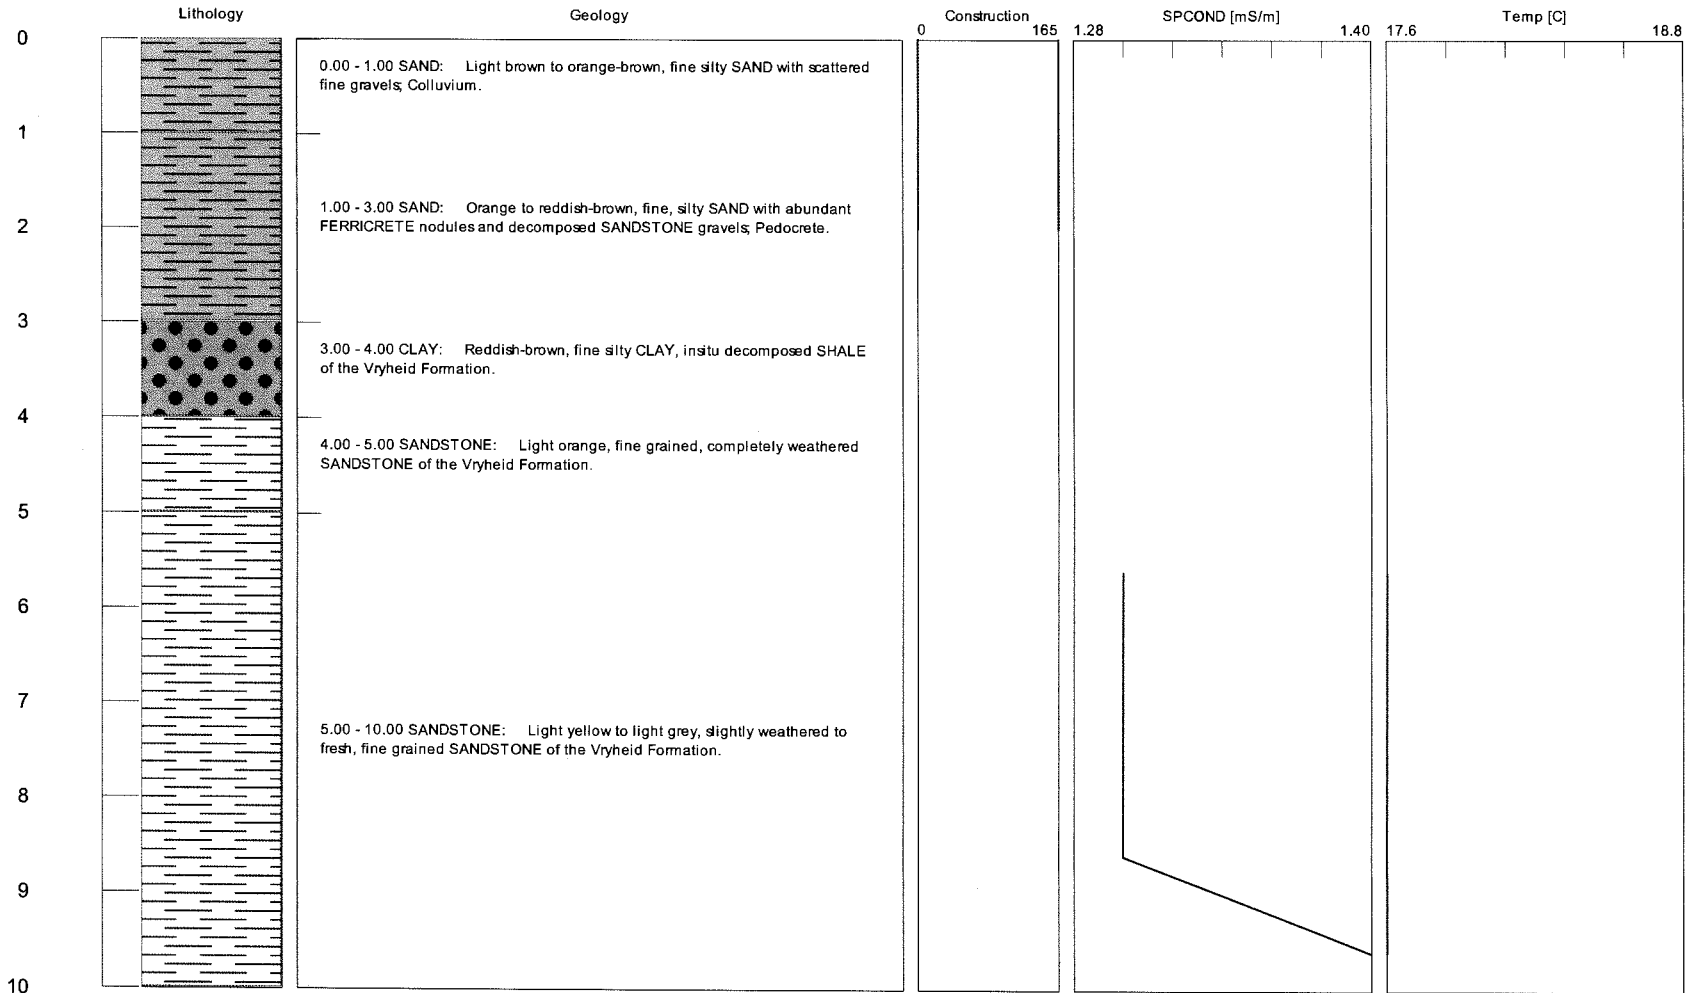 Lithology
Geology
Construction
SPCOND [mS/m]
Temp [C]
0 165
1.28 1.40
17.6 18.8
0
0.00 - 1.00 SAND: Light brown to orange-brown, fine silty SAND with scattered
fine gravels; Colluvium.
1
1.00 - 3.00 SAND: Orange to reddish-brown, fine, silty SAND with abundant
FERRICRETE nodules and decomposed SANDSTONE gravels; Pedocrete.
2
3
3.00 - 4.00 CLAY: Reddish-brown, fine silty CLAY, insitu decomposed SHALE
of the Vryheid Formation.
4
4.00 - 5.00 SANDSTONE: Light orange, fine grained, completely weathered
SANDSTONE of the Vryheid Formation.
5
6
7
5.00 - 10.00 SANDSTONE: Light yellow to light grey, slightly weathered to
fresh, fine grained SANDSTONE of the Vryheid Formation.
8
9
10